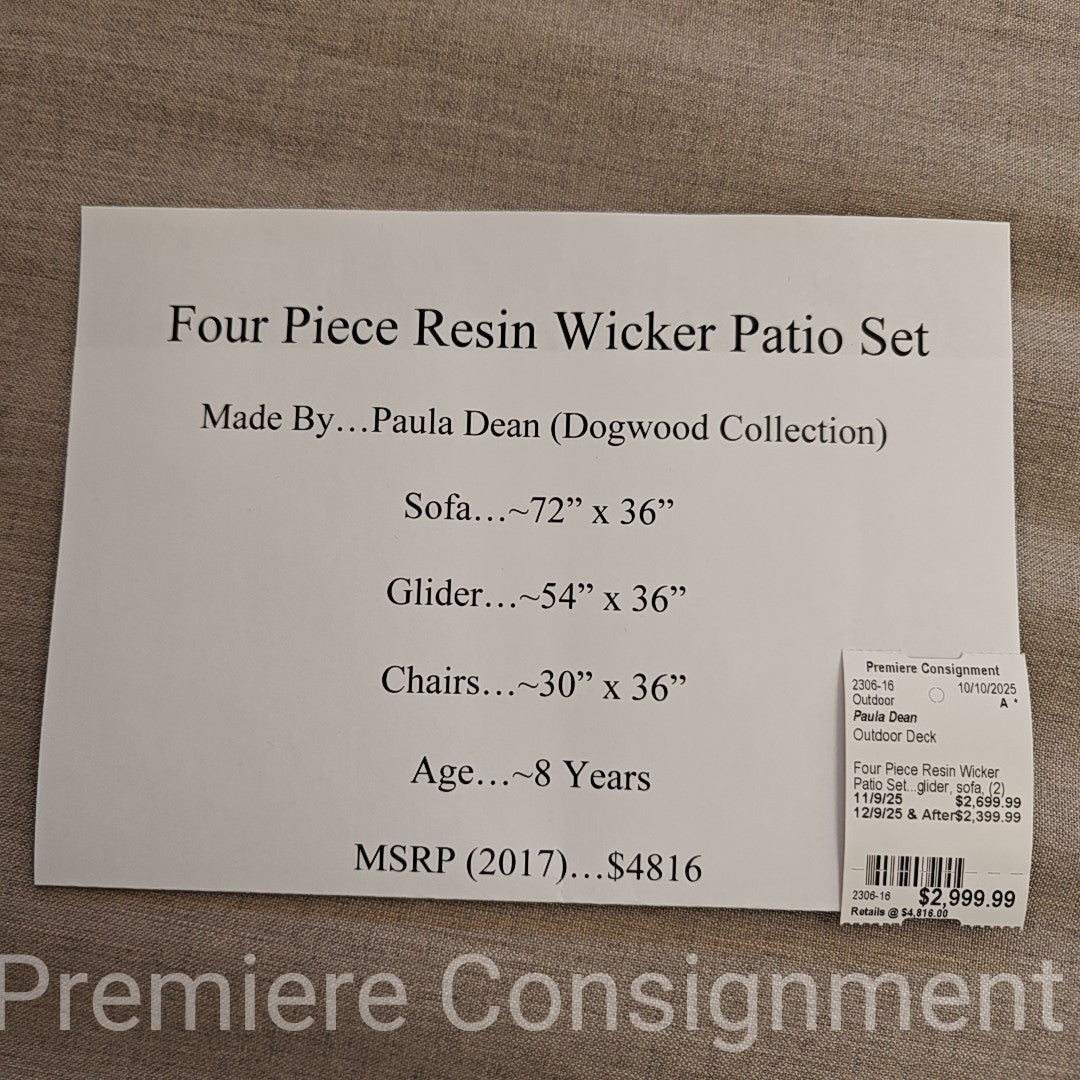 Four Piece Resin Wicker Patio Set
Made By…Paula Dean (Dogwood Collection)
Sofa…~72” x 36”
Glider…~54” x 36”
Chairs…~30” x 36”
Age…~8 Years
MSRP (2017)…$4816
Premiere Consignment
2306-16 10/10/2025
Outdoor A *
Paula Dean
Outdoor Deck
Four Piece Resin Wicker
Patio Set...glider, sofa, (2)
11/9/25 $2,699.99
12/9/25 & After$2,399.99
2306-16 $2,999.99
Retails @ $4,816.00
Premiere Consignment